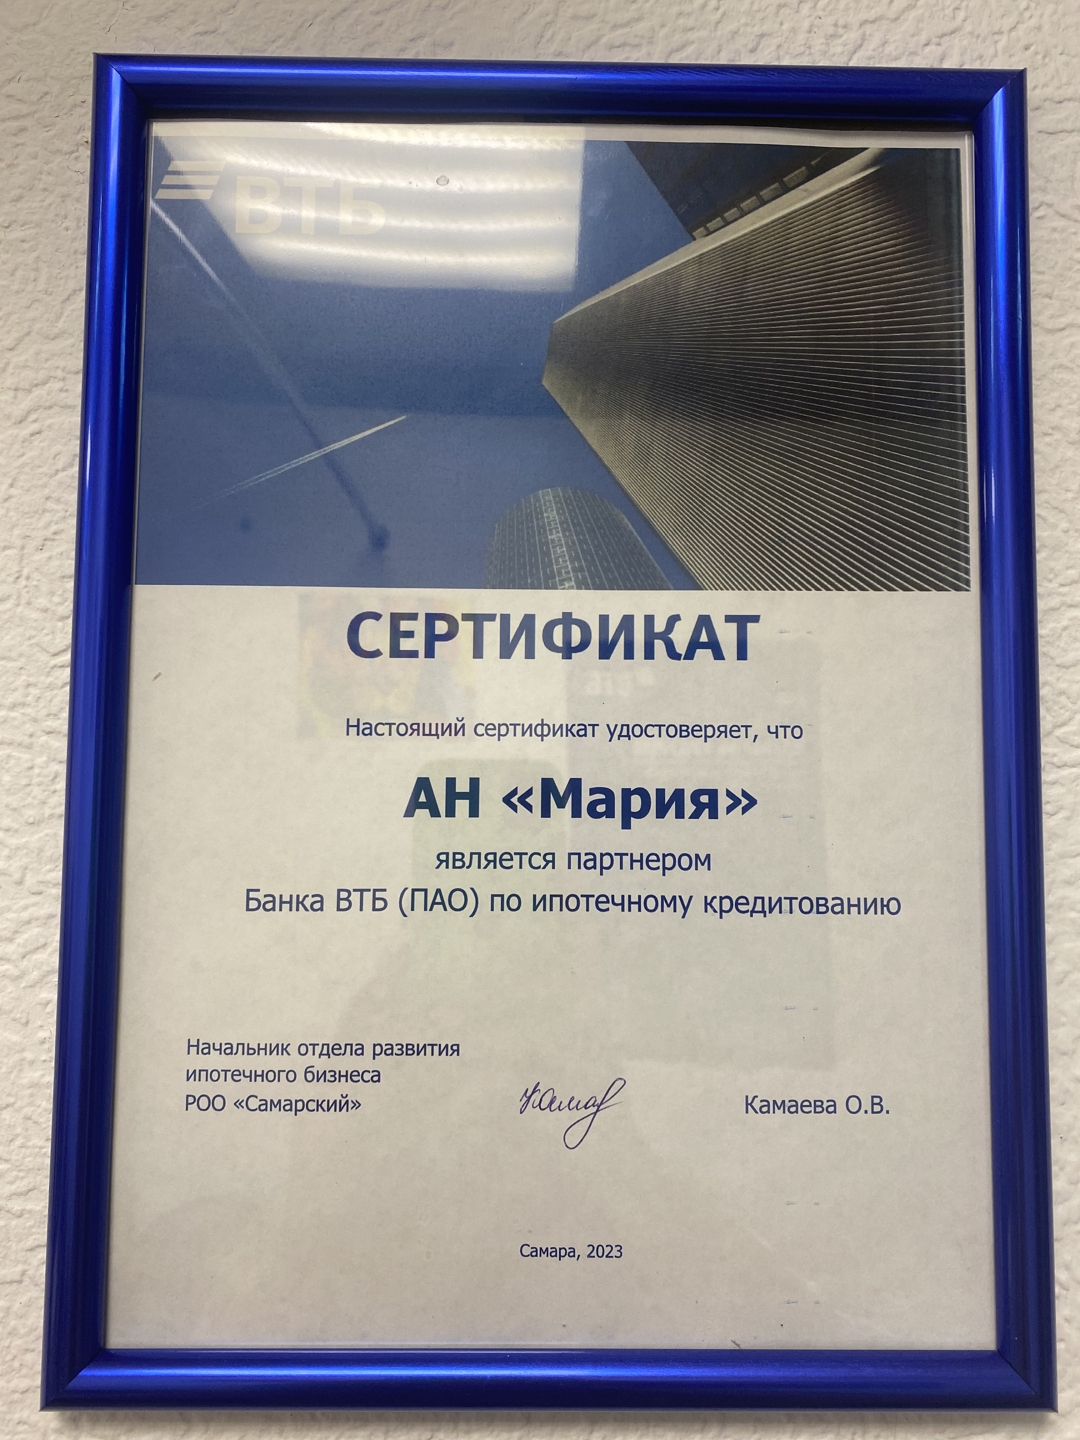 ВТБ
СЕРТИФИКАТ
Настоящий сертификат удостоверяет, что
АН «Мария»
является партнером
Банка ВТБ (ПАО) по ипотечному кредитованию
Начальник отдела развития
ипотечного бизнеса
РОО «Самарский»
Камаева О.В.
Самара, 2023